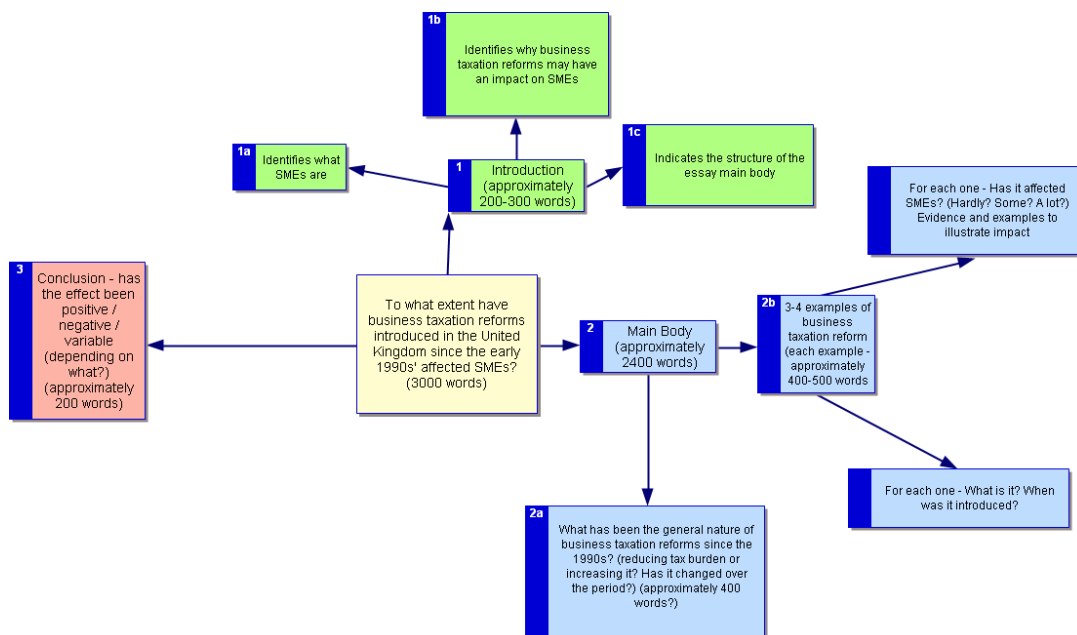 1b
Identifies why business
taxation reforms may have
an impact on SMEs
1a
Identifies what
SMEs are
1
Introduction
(approximately
200-300 words)
1c
Indicates the structure of the
essay main body
For each one - Has it affected
SMEs? (Hardly? Some? A lot?)
Evidence and examples to
illustrate impact
3
Conclusion - has
the effect been
positive /
negative /
variable
(depending on
what?)
(approximately
200 words)
To what extent have
business taxation reforms
introduced in the United
Kingdom since the early
1990s' affected SMEs?
(3000 words)
2
Main Body
(approximately
2400 words)
2b
3-4 examples of
business
taxation reform
(each example -
approximately
400-500 words
For each one - What is it? When
was it introduced?
2a
What has been the general nature of
business taxation reforms since the
1990s? (reducing tax burden or
increasing it? Has it changed over
the period?) (approximately 400
words?)